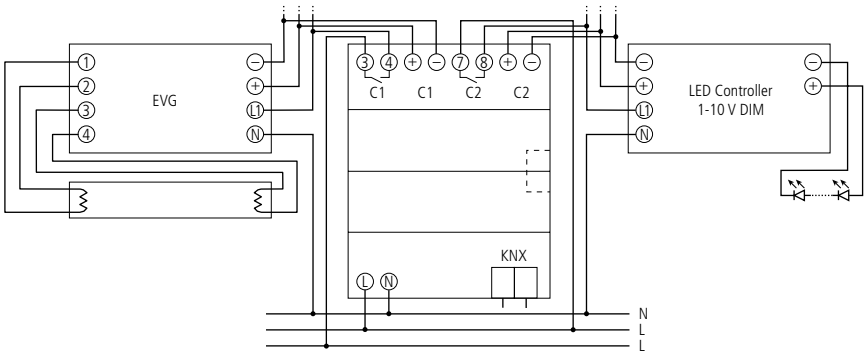 1
2
3
4
EVG
−
+
L1
N
3 4 + − 7 8 + −
C1 C1 C2 C2
L N
KNX
−
+
L1
N
LED Controller
1-10 V DIM
−
+
N
L
L